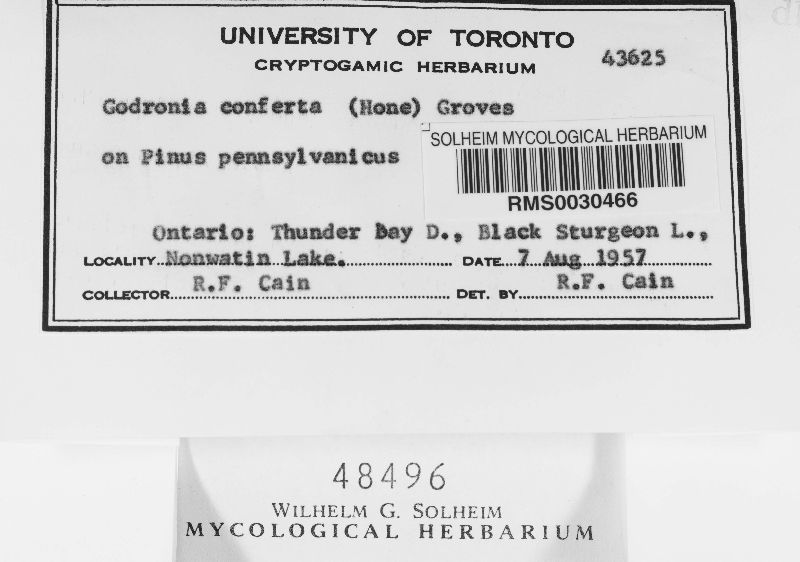 UNIVERSITY OF TORONTO
CRYPTOGAMIC HERBARIUM
43625
Godronia conferta (Hone) Groves
on Pinus pennsylvanicus
SOLHEIM MYCOLOGICAL HERBARIUM
RMS0030466
Ontario: Thunder Bay D., Black Sturgeon L.,
LOCALITY Nonwatin Lake. DATE 7 Aug 1957
COLLECTOR R.F. Cain DET. BY R.F. Cain
48496
WILHELM G. SOLHEIM
MYCOLOGICAL HERBARIUM